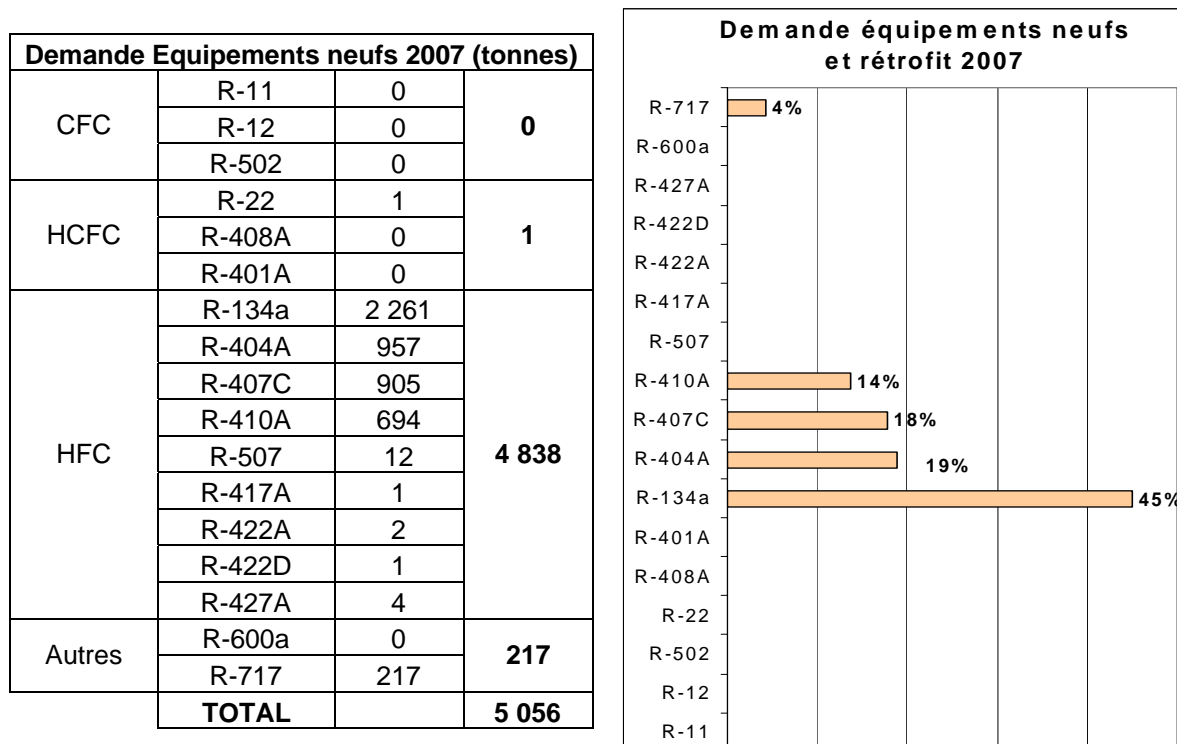 Demande Equipements neufs 2007 (tonnes)
CFC
R-11 0
R-12 0
R-502 0
0
HCFC
R-22 1
R-408A 0
R-401A 0
1
HFC
R-134a 2 261
R-404A 957
R-407C 905
R-410A 694
R-507 12
R-417A 1
R-422A 2
R-422D 1
R-427A 4
4 838
Autres
R-600a 0
R-717 217
217
TOTAL 5 056
Demande équipements neufs
et rétrofit 2007
R-717 4%
R-600a
R-427A
R-422D
R-422A
R-417A
R-507
R-410A 14%
R-407C 18%
R-404A 19%
R-134a 45%
R-401A
R-408A
R-22
R-502
R-12
R-11